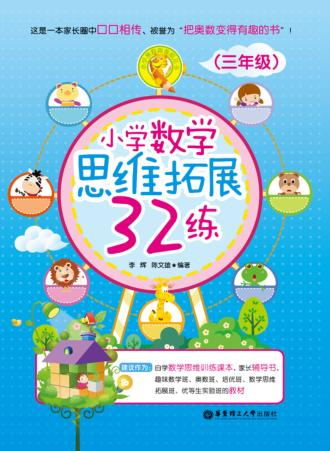 这是一本家长圈中口口相传、被誉为“把奥数变得有趣的书”！
（三年级）
小学数学
思维拓展
32练
李 辉 陈文雄◆编著
建议作为：自学数学思维训练课本，家长辅导书，
趣味数学班、奥数班、培优班、数学思维
拓展班、优等生实验班的教材
华东理工大学出版社